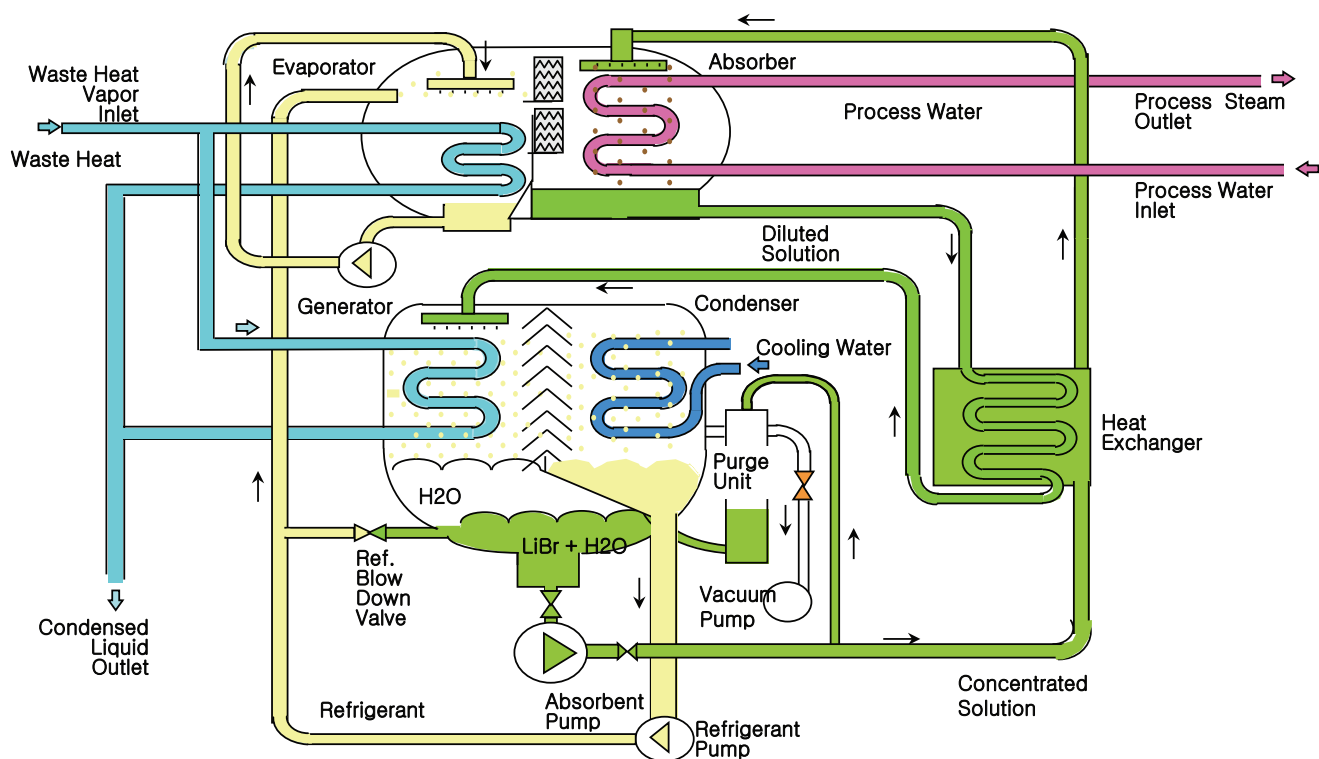 Evaporator
Absorber
Waste Heat
Vapor
Inlet
Waste Heat
Process Water
Process Steam
Outlet
Process Water
Inlet
Diluted
Solution
Generator
Condenser
Cooling Water
Heat
Exchanger
Purge
Unit
H2O
LiBr + H2O
Ref.
Blow
Down
Valve
Vacuum
Pump
Condensed
Liquid
Outlet
Concentrated
Solution
Absorbent
Pump
Refrigerant
Refrigerant
Pump